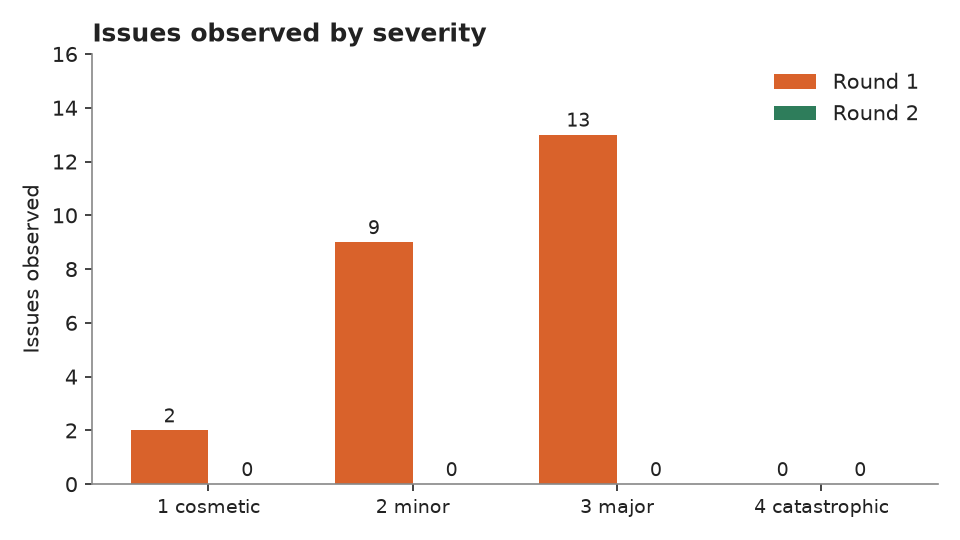 Issues observed by severity
Round 1
Round 2
Issues observed
16
14
12
10
8
6
4
2
0
2
0
9
0
13
0
0
0
1 cosmetic
2 minor
3 major
4 catastrophic